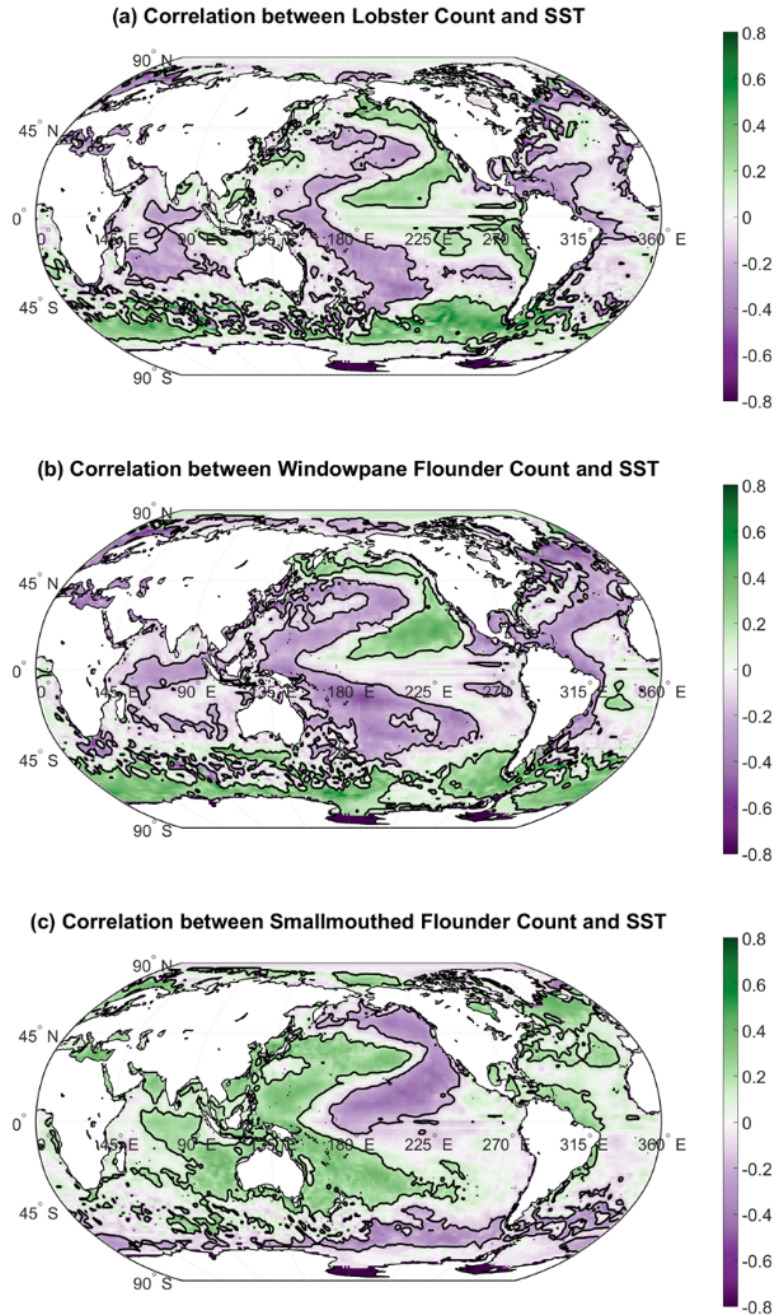 (a) Correlation between Lobster Count and SST
90° N
45° N
0°
0° 45° E 90° E 135° E 180° E 225° E 270° E 315° E 360° E
45° S
90° S
0.8
0.6
0.4
0.2
0
-0.2
-0.4
-0.6
-0.8
(b) Correlation between Windowpane Flounder Count and SST
90° N
45° N
0°
0° 45° E 90° E 135° E 180° E 225° E 270° E 315° E 360° E
45° S
90° S
0.8
0.6
0.4
0.2
0
-0.2
-0.4
-0.6
-0.8
(c) Correlation between Smallmouthed Flounder Count and SST
90° N
45° N
0°
0° 45° E 90° E 135° E 180° E 225° E 270° E 315° E 360° E
45° S
90° S
0.8
0.6
0.4
0.2
0
-0.2
-0.4
-0.6
-0.8